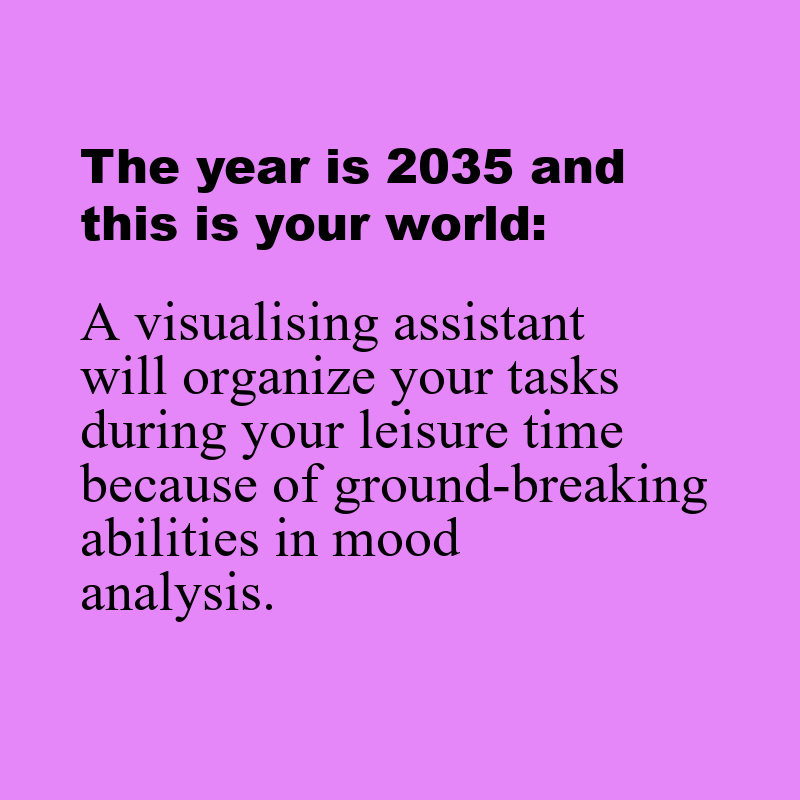 The year is 2035 and
this is your world:
A visualising assistant
will organize your tasks
during your leisure time
because of ground-breaking
abilities in mood
analysis.